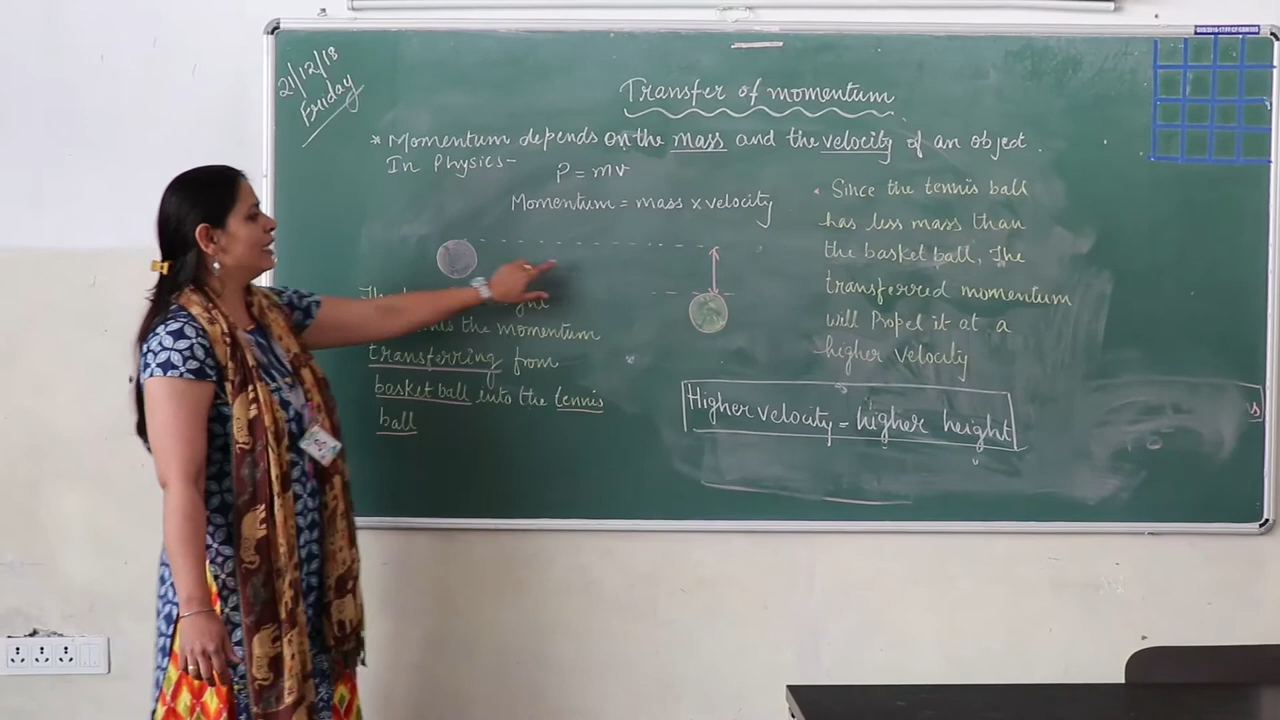 21/12/18
Friday
Transfer of momentum
* Momentum depends on the mass and the velocity of an object.
In Physics-
P = mv
Momentum = mass x velocity
the momentum
transferring from
basket ball into the tennis
ball
• Since the tennis ball
has less mass than
the basket ball, The
transferred momentum
will Propel it at a
higher velocity
Higher velocity = higher height